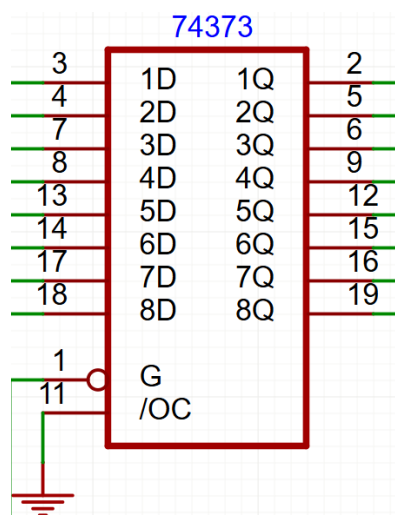 74373
3 1D 1Q 2
4 2D 2Q 5
7 3D 3Q 6
8 4D 4Q 9
13 5D 5Q 12
14 6D 6Q 15
17 7D 7Q 16
18 8D 8Q 19
1 G
11 /OC